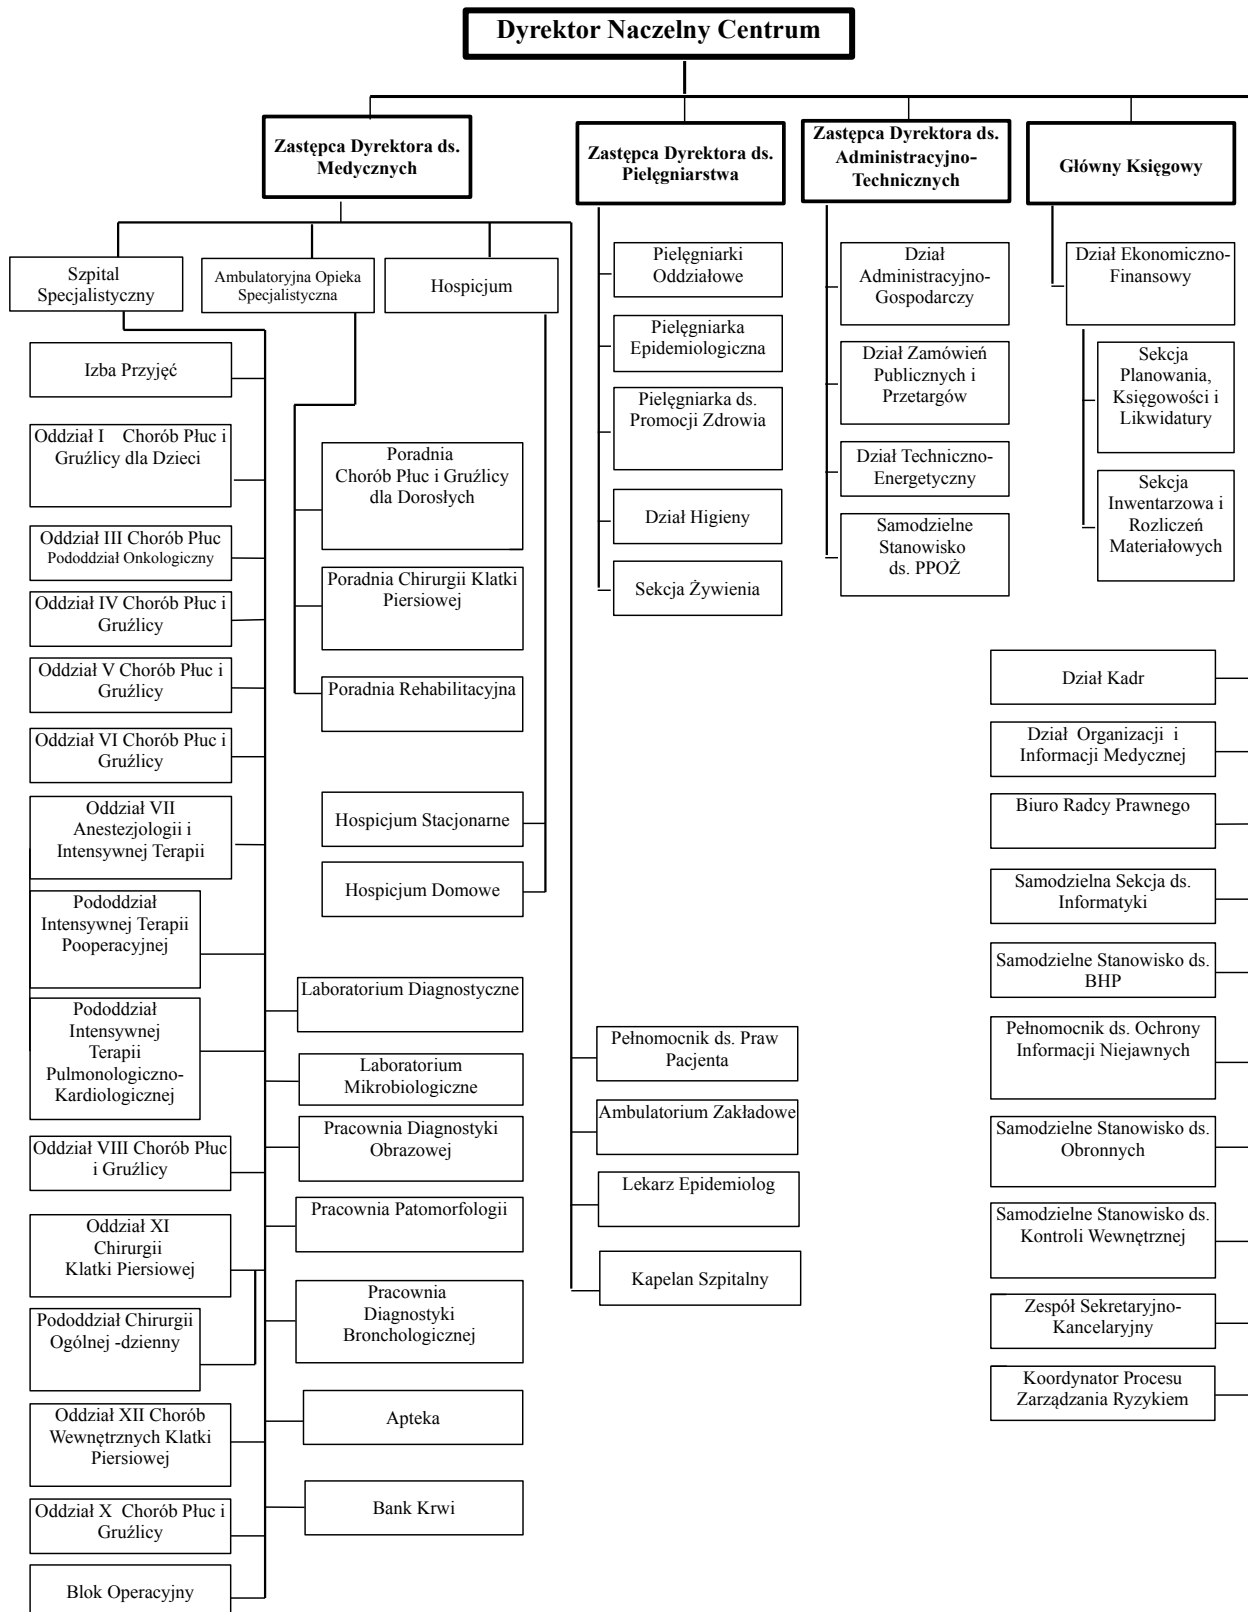 Dyrektor Naczelny Centrum
Zastępca Dyrektora ds.
Medycznych
Zastępca Dyrektora ds.
Pielęgniarstwa
Zastępca Dyrektora ds.
Administracyjno-
Technicznych
Główny Księgowy
Szpital
Specjalistyczny
Ambulatoryjna Opieka
Specjalistyczna
Hospicjum
Izba Przyjęć
Oddział I Chorób Płuc i
Gruźlicy dla Dzieci
Oddział III Chorób Płuc
Pododdział Onkologiczny
Oddział IV Chorób Płuc i
Gruźlicy
Oddział V Chorób Płuc i
Gruźlicy
Oddział VI Chorób Płuc i
Gruźlicy
Oddział VII
Anestezjologii i
Intensywnej Terapii
Pododdział
Intensywnej Terapii
Pooperacyjnej
Pododdział
Intensywnej
Terapii
Pulmonologiczno-
Kardiologicznej
Oddział VIII Chorób Płuc
i Gruźlicy
Oddział XI
Chirurgii
Klatki Piersiowej
Pododdział Chirurgii
Ogólnej -dzienny
Oddział XII Chorób
Wewnętrznych Klatki
Piersiowej
Oddział X Chorób Płuc i
Gruźlicy
Blok Operacyjny
Poradnia
Chorób Płuc i Gruźlicy
dla Dorosłych
Poradnia Chirurgii Klatki
Piersiowej
Poradnia Rehabilitacyjna
Hospicjum Stacjonarne
Hospicjum Domowe
Laboratorium Diagnostyczne
Laboratorium
Mikrobiologiczne
Pracownia Diagnostyki
Obrazowej
Pracownia Patomorfologii
Pracownia
Diagnostyki
Bronchologicznej
Apteka
Bank Krwi
Pełnomocnik ds. Praw
Pacjenta
Ambulatorium Zakładowe
Lekarz Epidemiolog
Kapelan Szpitalny
Pielęgniarki
Oddziałowe
Pielęgniarka
Epidemiologiczna
Pielęgniarka ds.
Promocji Zdrowia
Dział Higieny
Sekcja Żywienia
Dział
Administracyjno-
Gospodarczy
Dział Zamówień
Publicznych i
Przetargów
Dział Techniczno-
Energetyczny
Samodzielne
Stanowisko
ds. PPOŻ
Dział Ekonomiczno-
Finansowy
Sekcja
Planowania,
Księgowości i
Likwidatury
Sekcja
Inwentarzowa i
Rozliczeń
Materiałowych
Dział Kadr
Dział Organizacji i
Informacji Medycznej
Biuro Radcy Prawnego
Samodzielna Sekcja ds.
Informatyki
Samodzielne Stanowisko ds.
BHP
Pełnomocnik ds. Ochrony
Informacji Niejawnych
Samodzielne Stanowisko ds.
Obronnych
Samodzielne Stanowisko ds.
Kontroli Wewnętrznej
Zespół Sekretaryjno-
Kancelaryjny
Koordynator Procesu
Zarządzania Ryzykiem